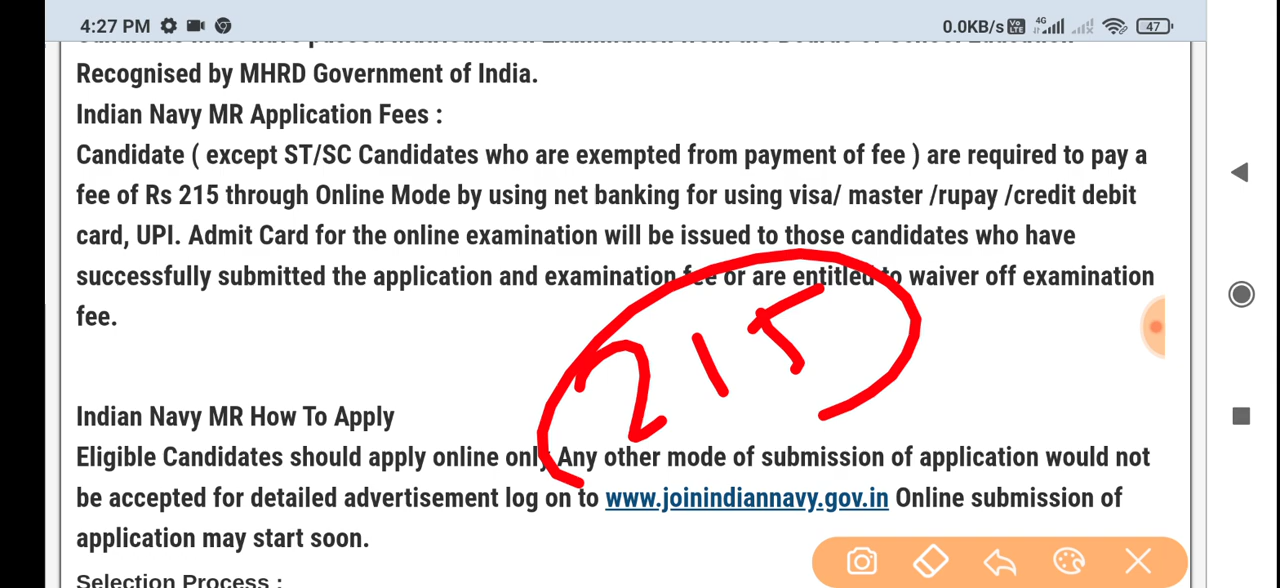 4:27 PM 0.0KB/s Vo LTE 4G 47
Recognised by MHRD Government of India.
Indian Navy MR Application Fees :
Candidate ( except ST/SC Candidates who are exempted from payment of fee ) are required to pay a
fee of Rs 215 through Online Mode by using net banking for using visa/ master /rupay /credit debit
card, UPI. Admit Card for the online examination will be issued to those candidates who have
successfully submitted the application and examination fee or are entitled to waiver off examination
fee.
215
Indian Navy MR How To Apply
Eligible Candidates should apply online only Any other mode of submission of application would not
be accepted for detailed advertisement log on to www.joinindiannavy.gov.in Online submission of
application may start soon.
Selection Process :